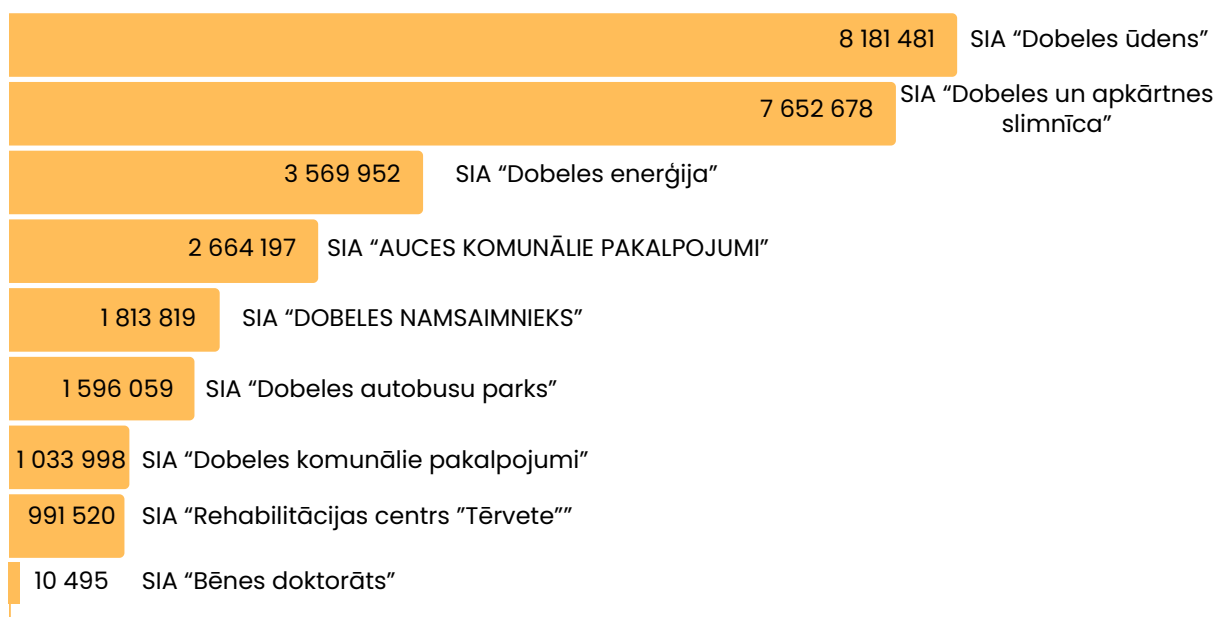 8 181 481 SIA “Dobeles ūdens”
7 652 678 SIA “Dobeles un apkārtnes
slimnīca”
3 569 952 SIA “Dobeles enerģija”
2 664 197 SIA “AUCES KOMUNĀLIE PAKALPOJUMI”
1 813 819 SIA “DOBELES NAMSAIMNIEKS”
1 596 059 SIA “Dobeles autobusu parks”
1 033 998 SIA “Dobeles komunālie pakalpojumi”
991 520 SIA “Rehabilitācijas centrs "Tērvete"”
10 495 SIA “Bēnes doktorāts”